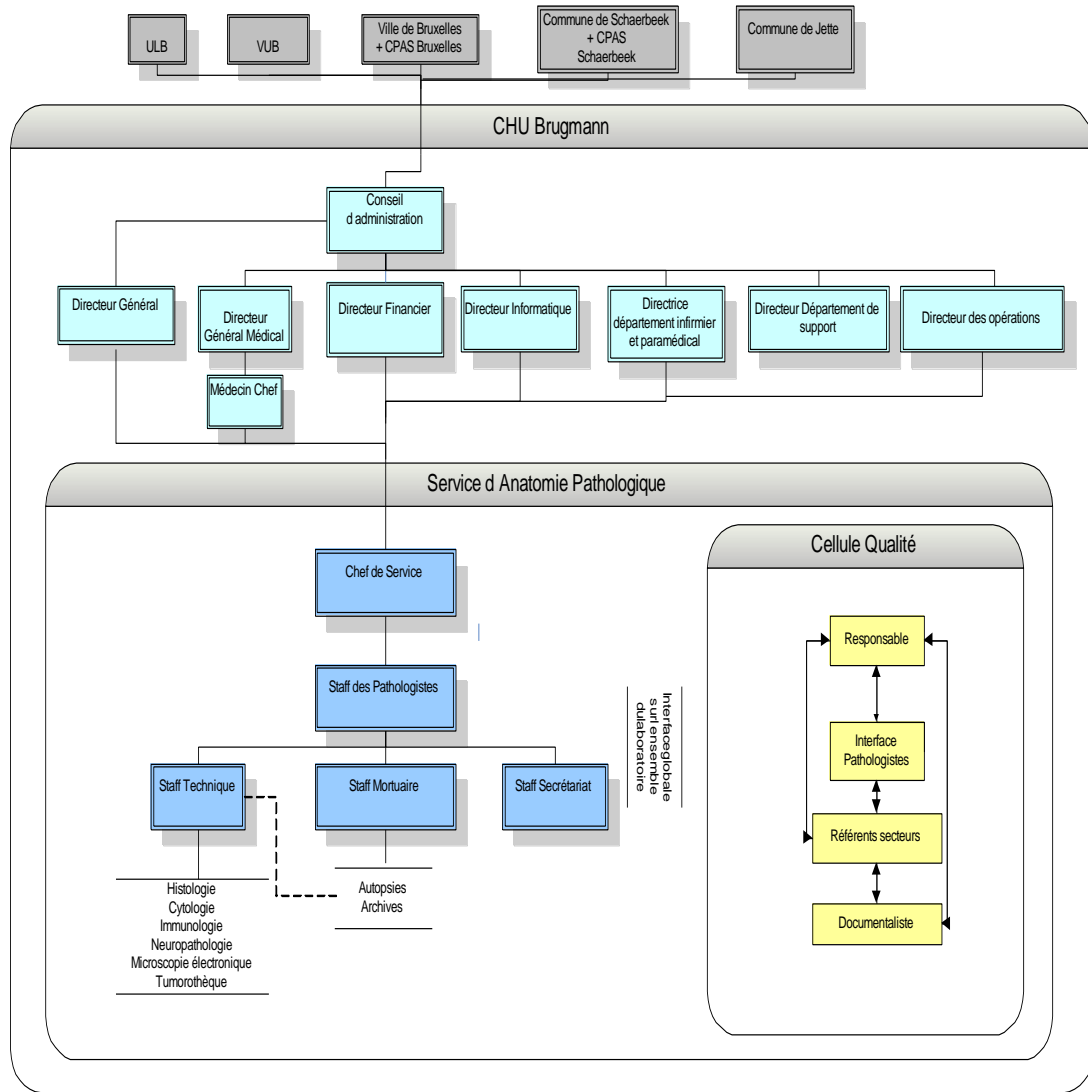 ULB
VUB
Ville de Bruxelles
+ CPAS Bruxelles
Commune de Schaerbeek
+ CPAS
Schaerbeek
Commune de Jette
CHU Brugmann
Conseil
d administration
Directeur Général
Directeur
Général Médical
Directeur Financier
Directeur Informatique
Directrice
département infirmier
et paramédical
Directeur Département de
support
Directeur des opérations
Médecin Chef
Service d Anatomie Pathologique
Chef de Service
Staff des Pathologistes
Staff Technique
Staff Mortuaire
Staff Secrétariat
Histologie
Cytologie
Immunologie
Neuropathologie
Microscopie électronique
Tumorothèque
Autopsies
Archives
Interfaceglobale
surlensemble
dulaboratoire
Cellule Qualité
Responsable
Interface
Pathologistes
Référents secteurs
Documentaliste